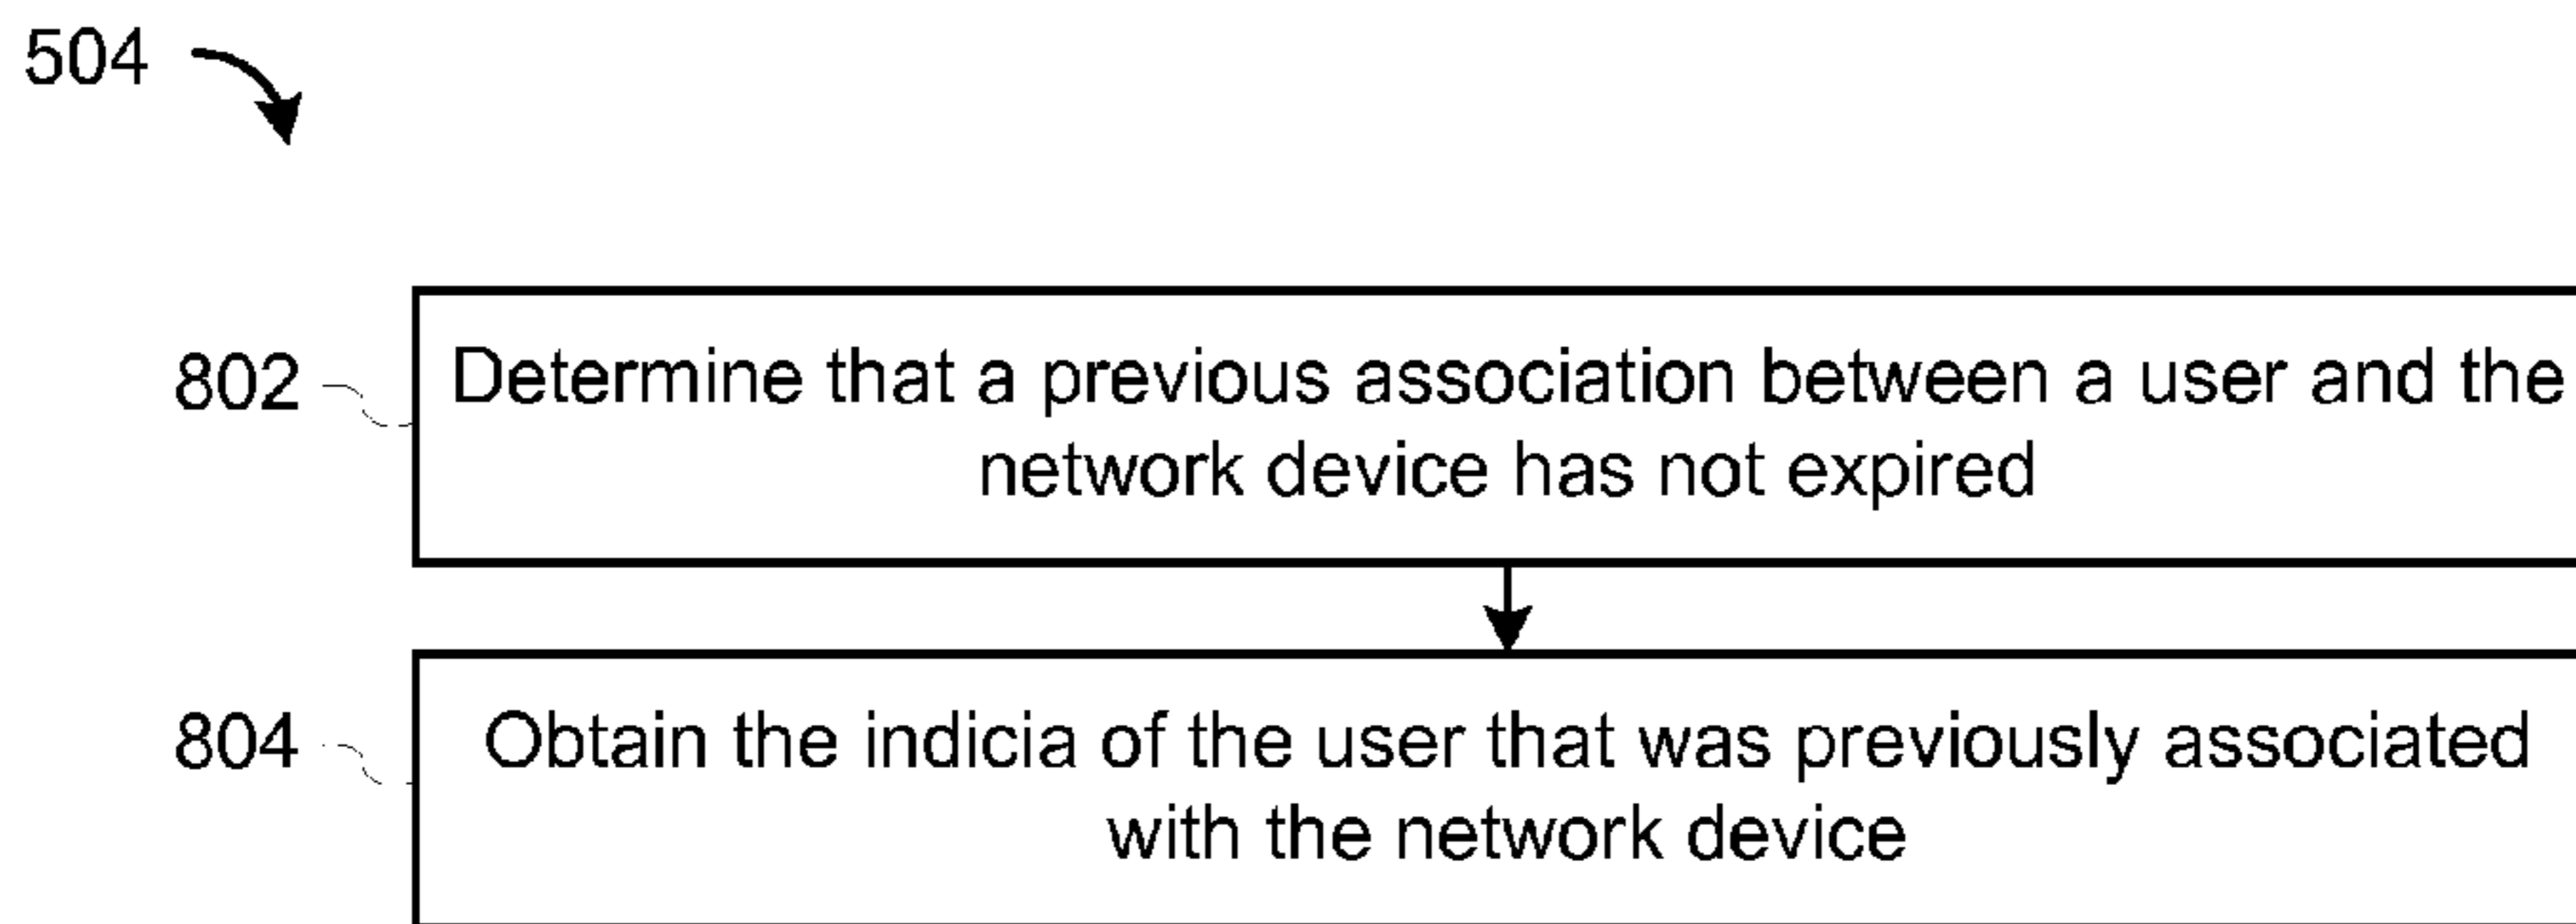 504
802
Determine that a previous association between a user and the
network device has not expired
804
Obtain the indicia of the user that was previously associated
with the network device